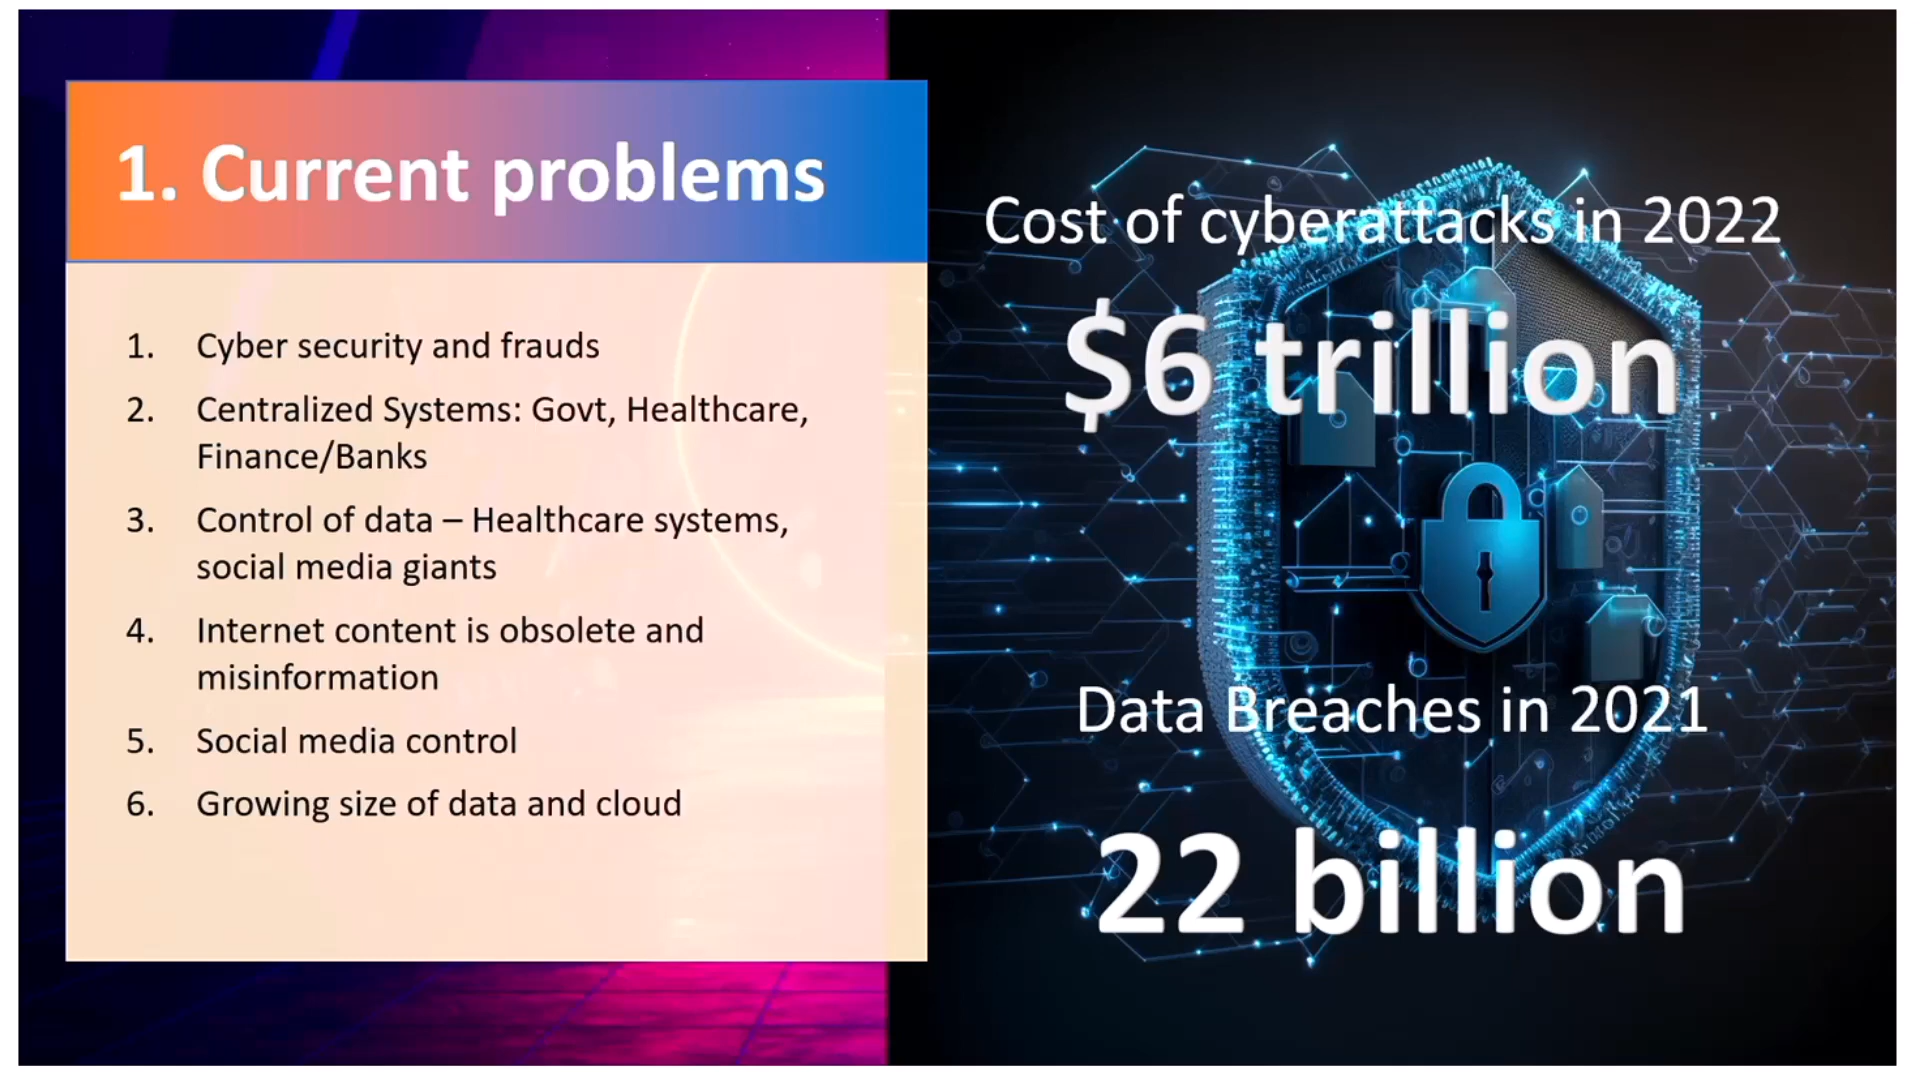 1. Current problems
1. Cyber security and frauds
2. Centralized Systems: Govt, Healthcare,
Finance/Banks
3. Control of data – Healthcare systems,
social media giants
4. Internet content is obsolete and
misinformation
5. Social media control
6. Growing size of data and cloud
Cost of cyberattacks in 2022
$6 trillion
Data Breaches in 2021
22 billion